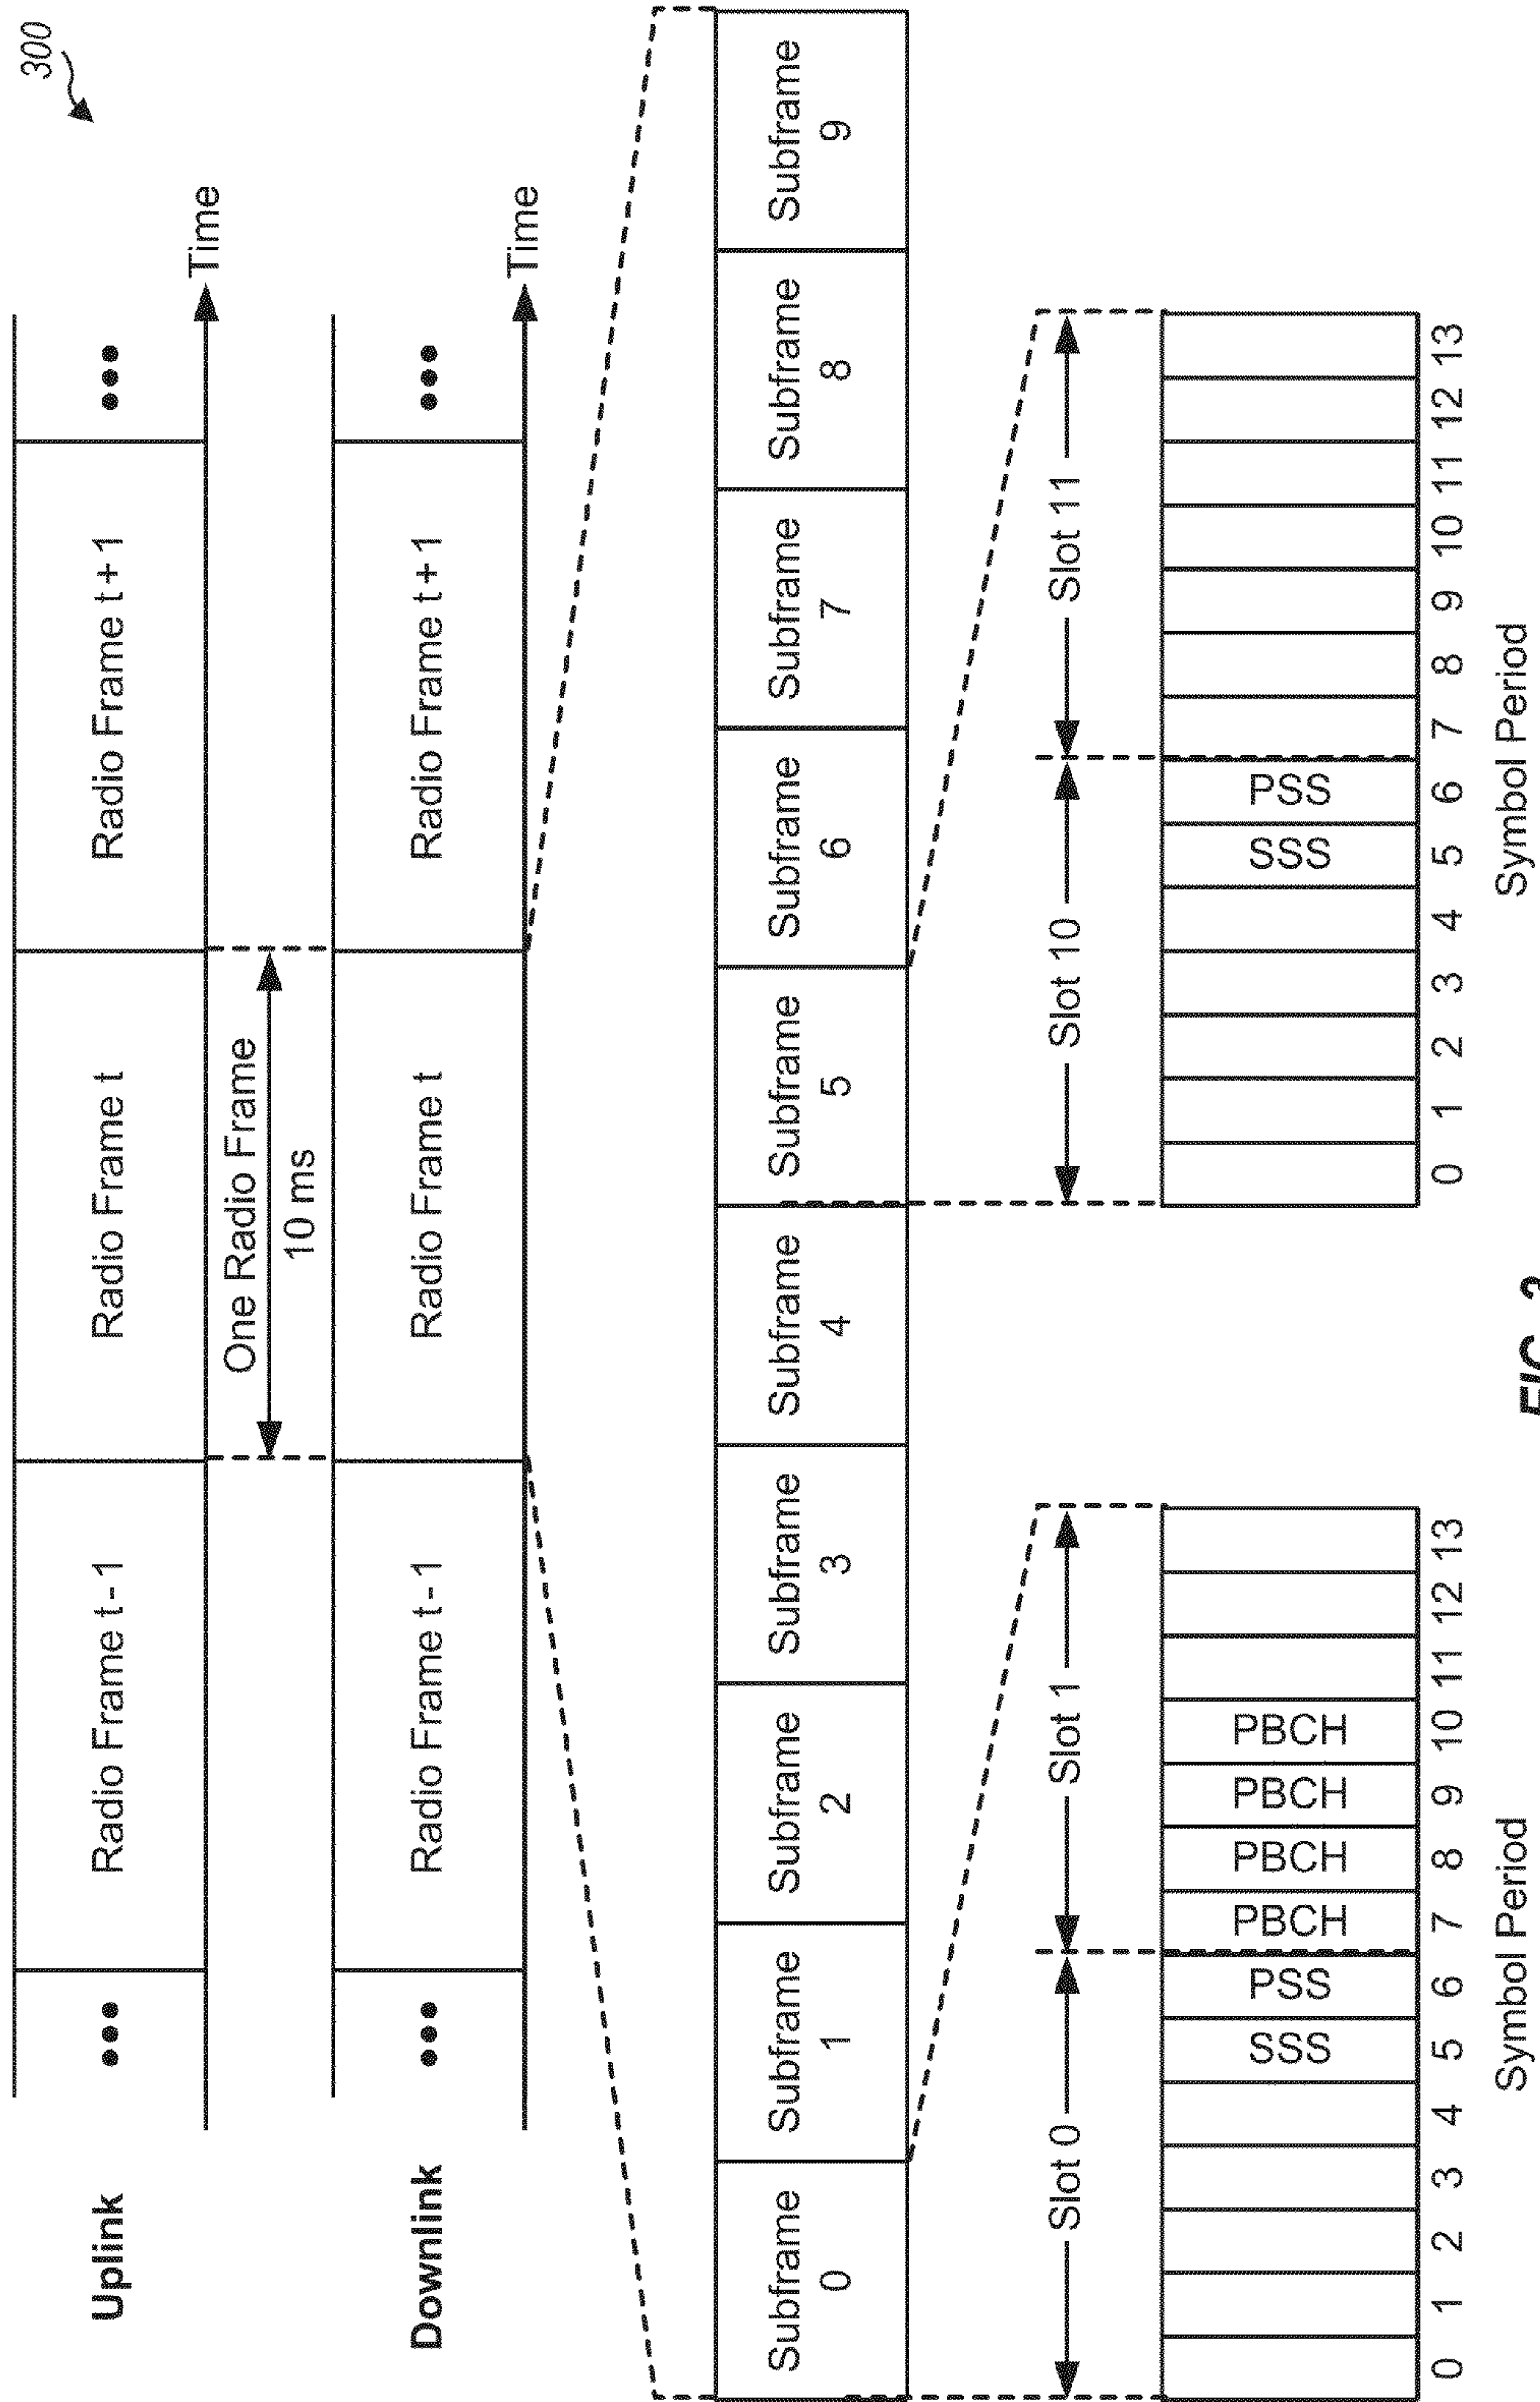 300
Uplink
•••
Radio Frame t - 1
Radio Frame t
Radio Frame t + 1
•••
Time
One Radio Frame
10 ms
Downlink
•••
Radio Frame t - 1
Radio Frame t
Radio Frame t + 1
•••
Time
Subframe
0
Subframe
1
Subframe
2
Subframe
3
Subframe
4
Subframe
5
Subframe
6
Subframe
7
Subframe
8
Subframe
9
Slot 0
Slot 1
SSS
PSS
PBCH
PBCH
PBCH
PBCH
0 1 2 3 4 5 6 7 8 9 10 11 12 13
Symbol Period
Slot 10
Slot 11
SSS
PSS
0 1 2 3 4 5 6 7 8 9 10 11 12 13
Symbol Period